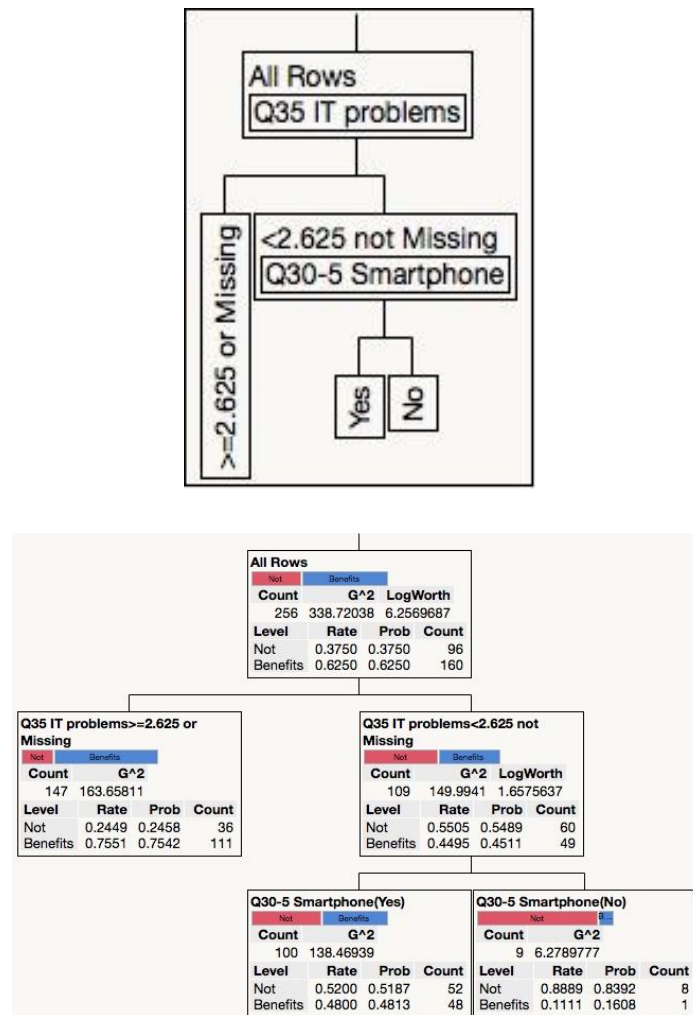 All Rows
Q35 IT problems
>=2.625 or Missing
<2.625 not Missing
Q30-5 Smartphone
Yes
No
All Rows
Not Benefits
Count G^2 LogWorth
256 338.72038 6.2569687
Level Rate Prob Count
Not 0.3750 0.3750 96
Benefits 0.6250 0.6250 160
Q35 IT problems>=2.625 or
Missing
Not Benefits
Count G^2
147 163.65811
Level Rate Prob Count
Not 0.2449 0.2458 36
Benefits 0.7551 0.7542 111
Q35 IT problems<2.625 not
Missing
Not Benefits
Count G^2 LogWorth
109 149.9941 1.6575637
Level Rate Prob Count
Not 0.5505 0.5489 60
Benefits 0.4495 0.4511 49
Q30-5 Smartphone(Yes)
Not Benefits
Count G^2
100 138.46939
Level Rate Prob Count
Not 0.5200 0.5187 52
Benefits 0.4800 0.4813 48
Q30-5 Smartphone(No)
Not B...
Count G^2
9 6.2789777
Level Rate Prob Count
Not 0.8889 0.8392 8
Benefits 0.1111 0.1608 1